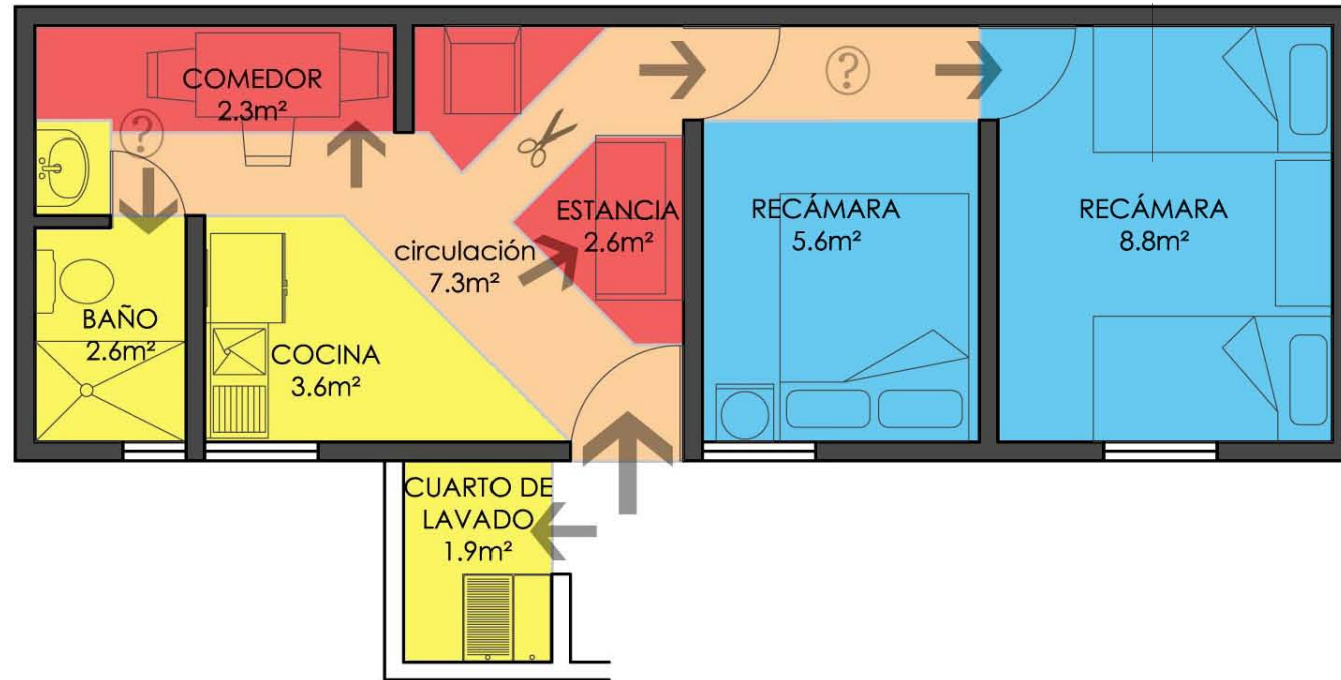 COMEDOR
2.3m²
?
?
ESTANCIA
2.6m²
RECÁMARA
5.6m²
RECÁMARA
8.8m²
circulación
7.3m²
BAÑO
2.6m²
COCINA
3.6m²
CUARTO DE
LAVADO
1.9m²